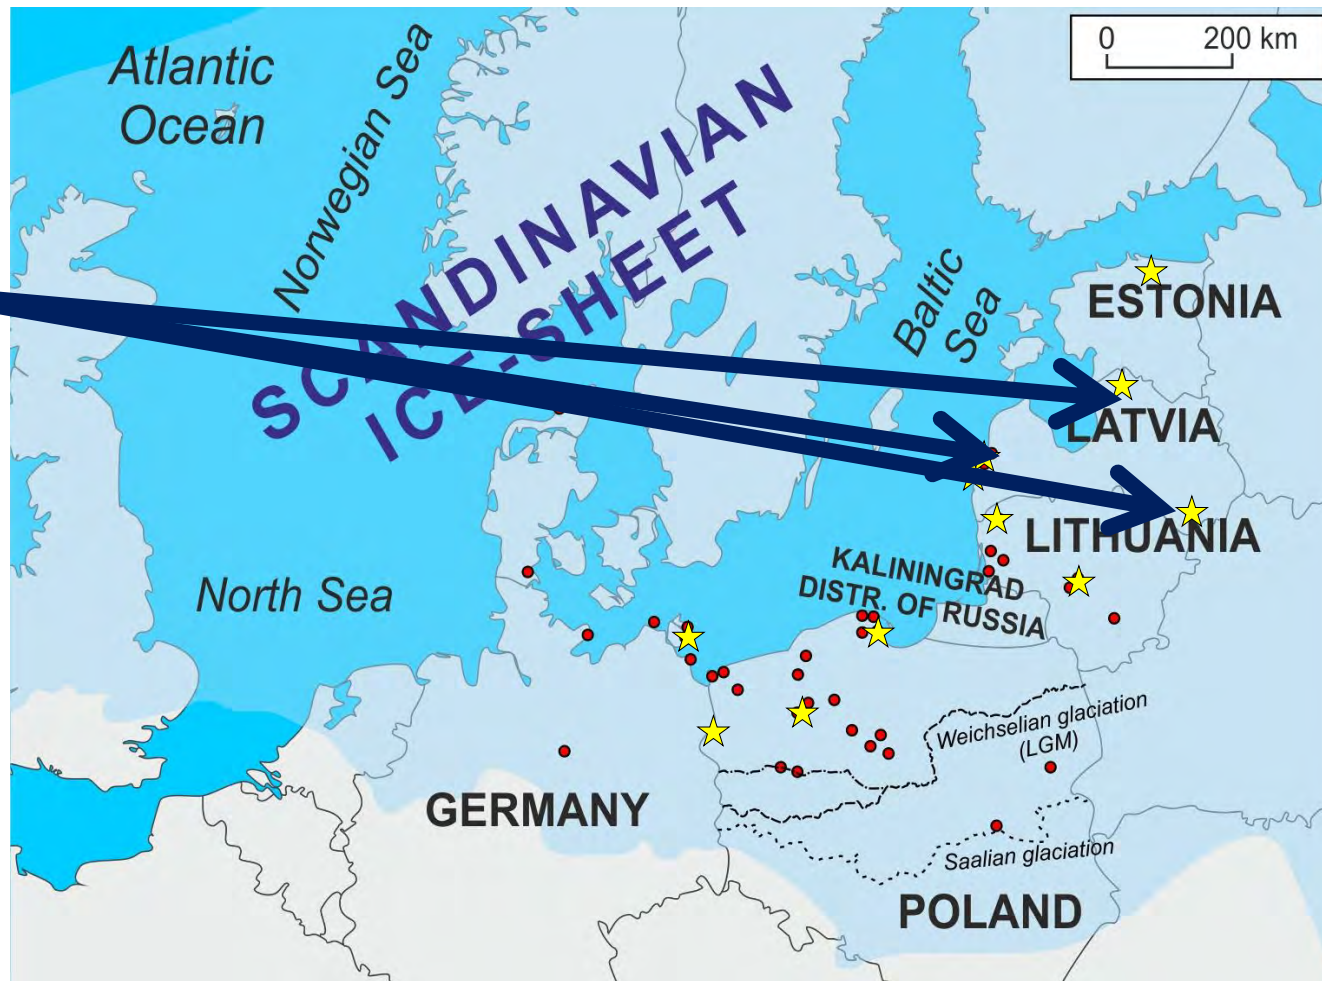 Atlantic
Ocean
Norwegian Sea
0 200 km
SCANDINAVIAN
ICE-SHEET
Baltic
Sea
ESTONIA
LATVIA
LITHUANIA
KALININGRAD
DISTR. OF RUSSIA
North Sea
Weichselian glaciation
(LGM)
GERMANY
Saalian glaciation
POLAND